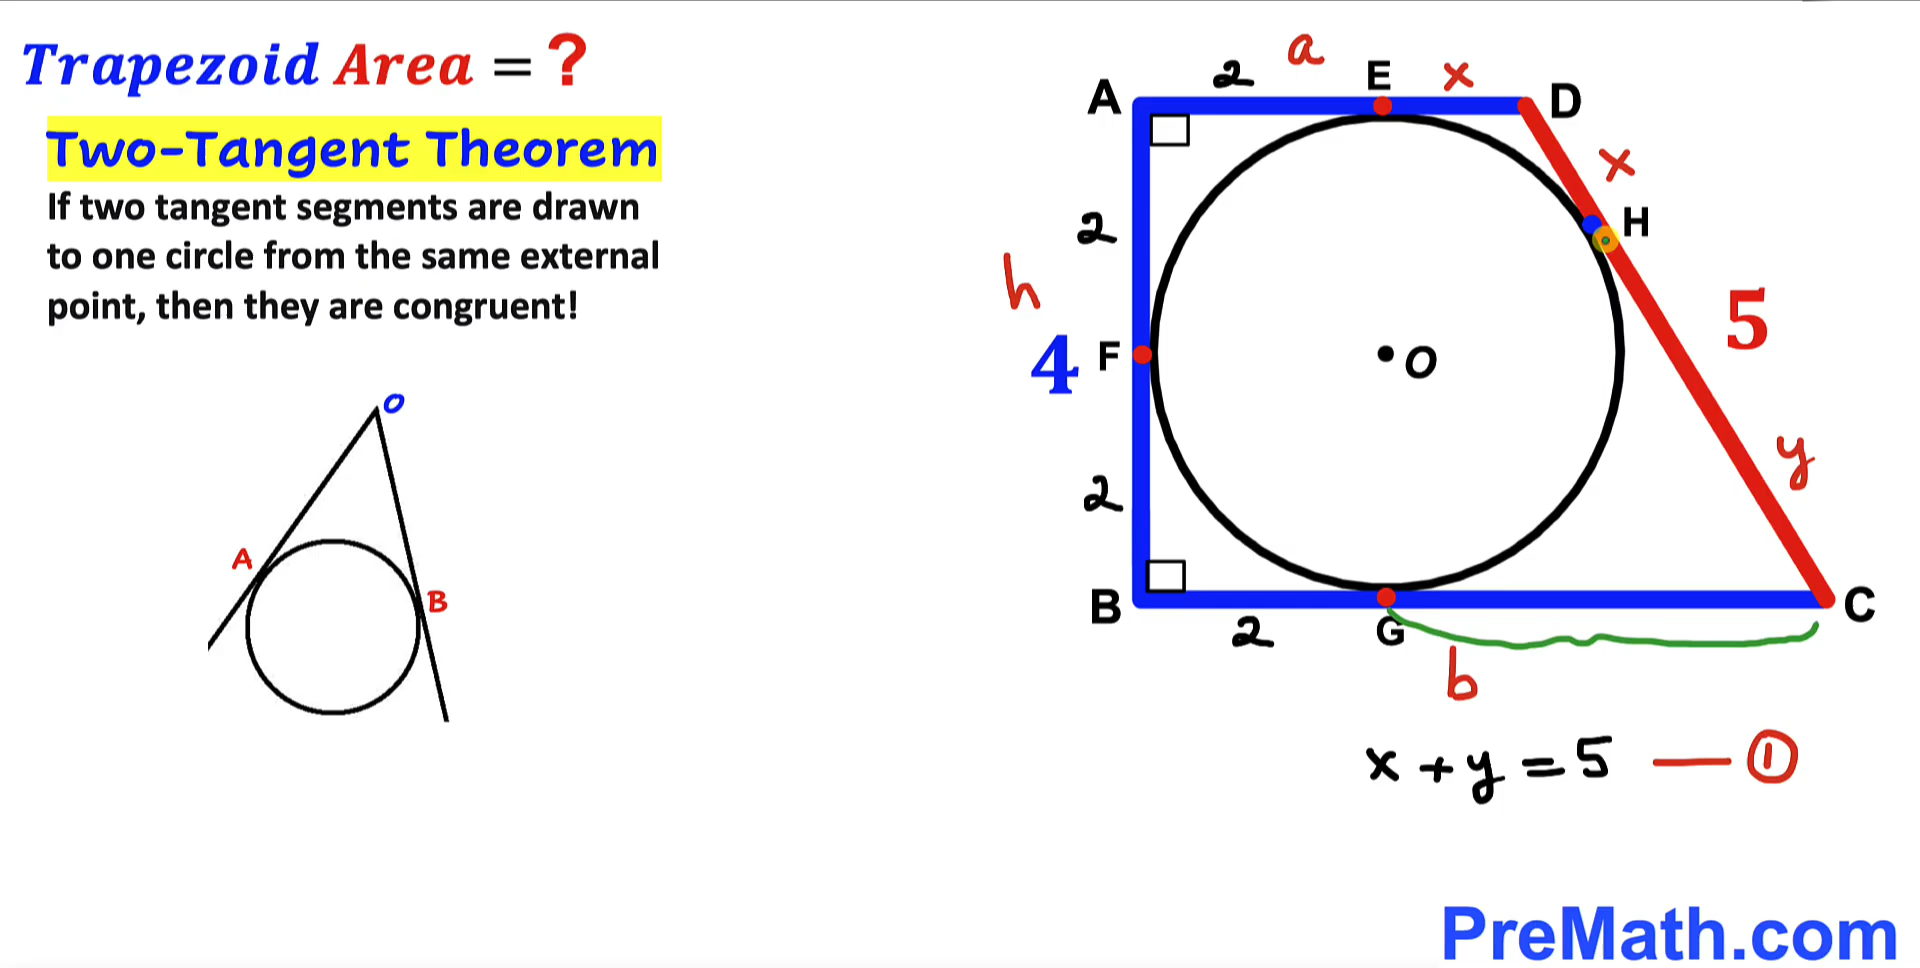 Trapezoid Area = ?
Two-Tangent Theorem
If two tangent segments are drawn
to one circle from the same external
point, then they are congruent!
O
A
B
a
2 E x
A D
x
2 H
h
5
4 F
O
y
2
B C
2 G
b
x + y = 5 — ①
PreMath.com